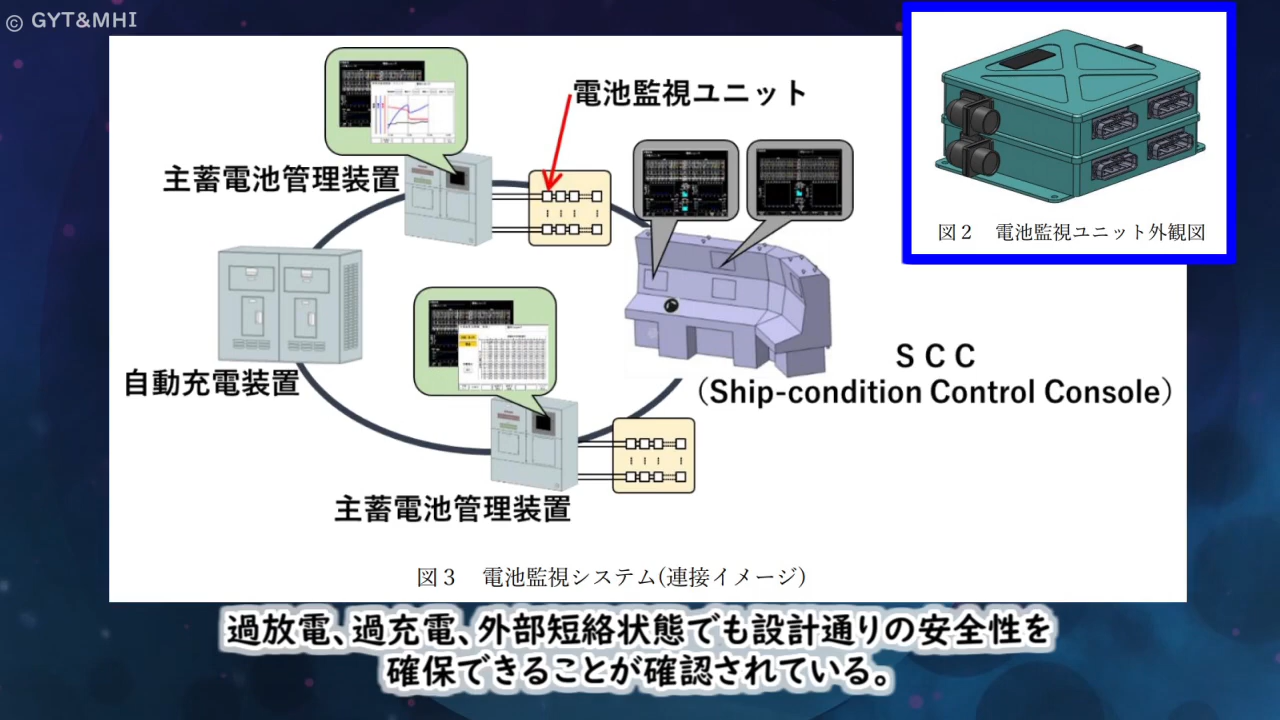 © GYT&MHI
電池監視ユニット
主蓄電池管理装置
図2　電池監視ユニット外観図
自動充電装置
SCC
（Ship-condition Control Console）
主蓄電池管理装置
図3　電池監視システム(連接イメージ)
過放電、過充電、外部短絡状態でも設計通りの安全性を
確保できることが確認されている。